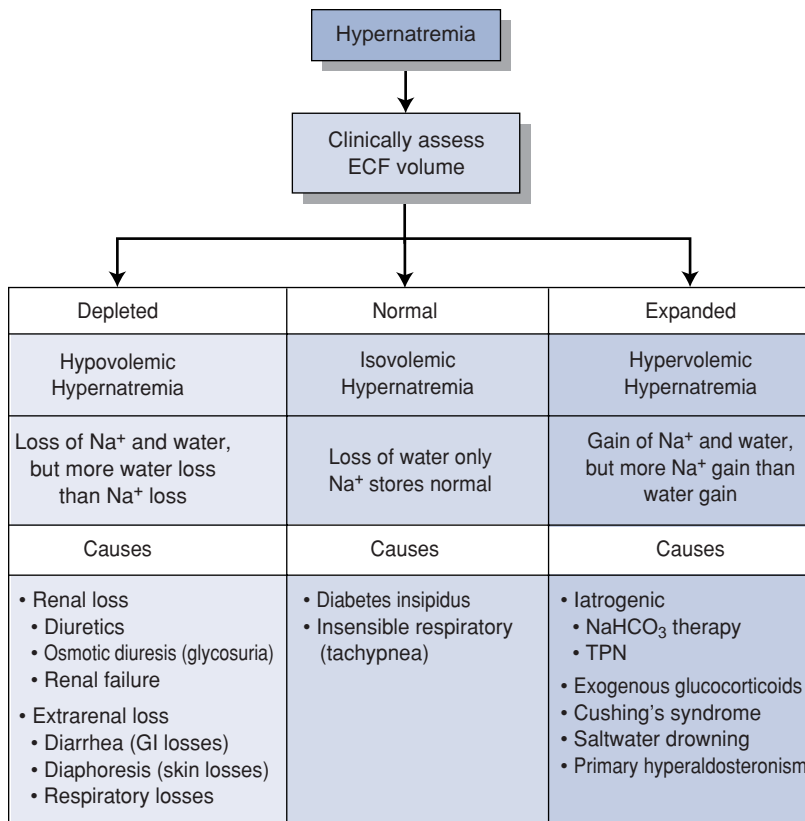 Hypernatremia
Clinically assess
ECF volume
Depleted
Normal
Expanded
Hypovolemic
Hypernatremia
Isovolemic
Hypernatremia
Hypervolemic
Hypernatremia
Loss of Na⁺ and water,
but more water loss
than Na⁺ loss
Loss of water only
Na⁺ stores normal
Gain of Na⁺ and water,
but more Na⁺ gain than
water gain
Causes
Causes
Causes
• Renal loss
• Diuretics
• Osmotic diuresis (glycosuria)
• Renal failure
• Extrarenal loss
• Diarrhea (GI losses)
• Diaphoresis (skin losses)
• Respiratory losses
• Diabetes insipidus
• Insensible respiratory
(tachypnea)
• Iatrogenic
• NaHCO₃ therapy
• TPN
• Exogenous glucocorticoids
• Cushing's syndrome
• Saltwater drowning
• Primary hyperaldosteronism